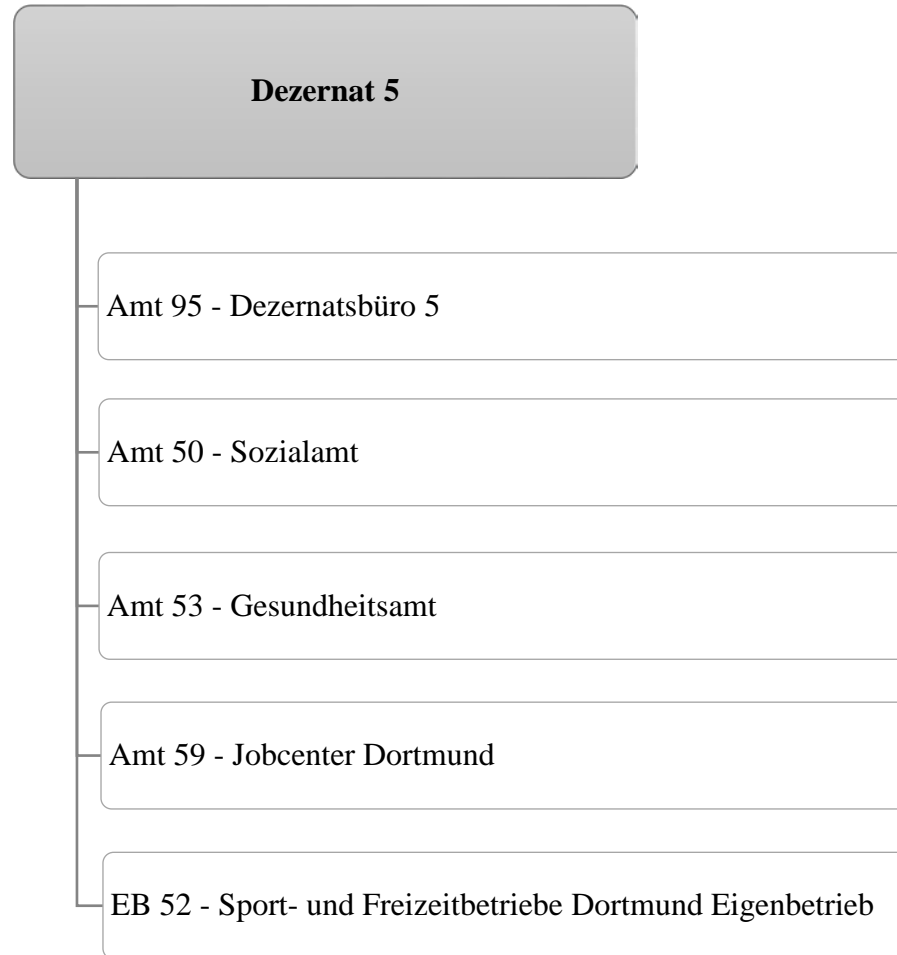 Dezernat 5
Amt 95 - Dezernatsbüro 5
Amt 50 - Sozialamt
Amt 53 - Gesundheitsamt
Amt 59 - Jobcenter Dortmund
EB 52 - Sport- und Freizeitbetriebe Dortmund Eigenbetrieb